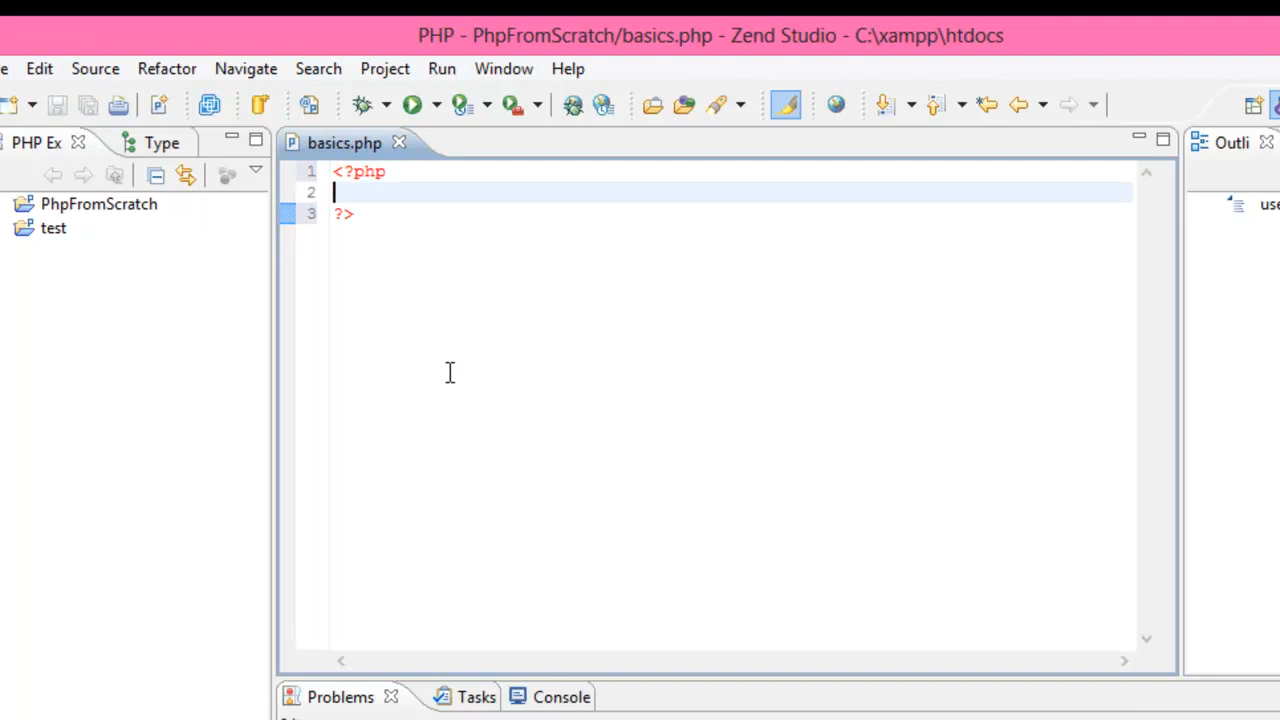 PHP - PhpFromScratch/basics.php - Zend Studio - C:\xampp\htdocs
e Edit Source Refactor Navigate Search Project Run Window Help
PHP Ex Type basics.php Outli
1 <?php
2
3 ?>
PhpFromScratch
test
use
Problems Tasks Console